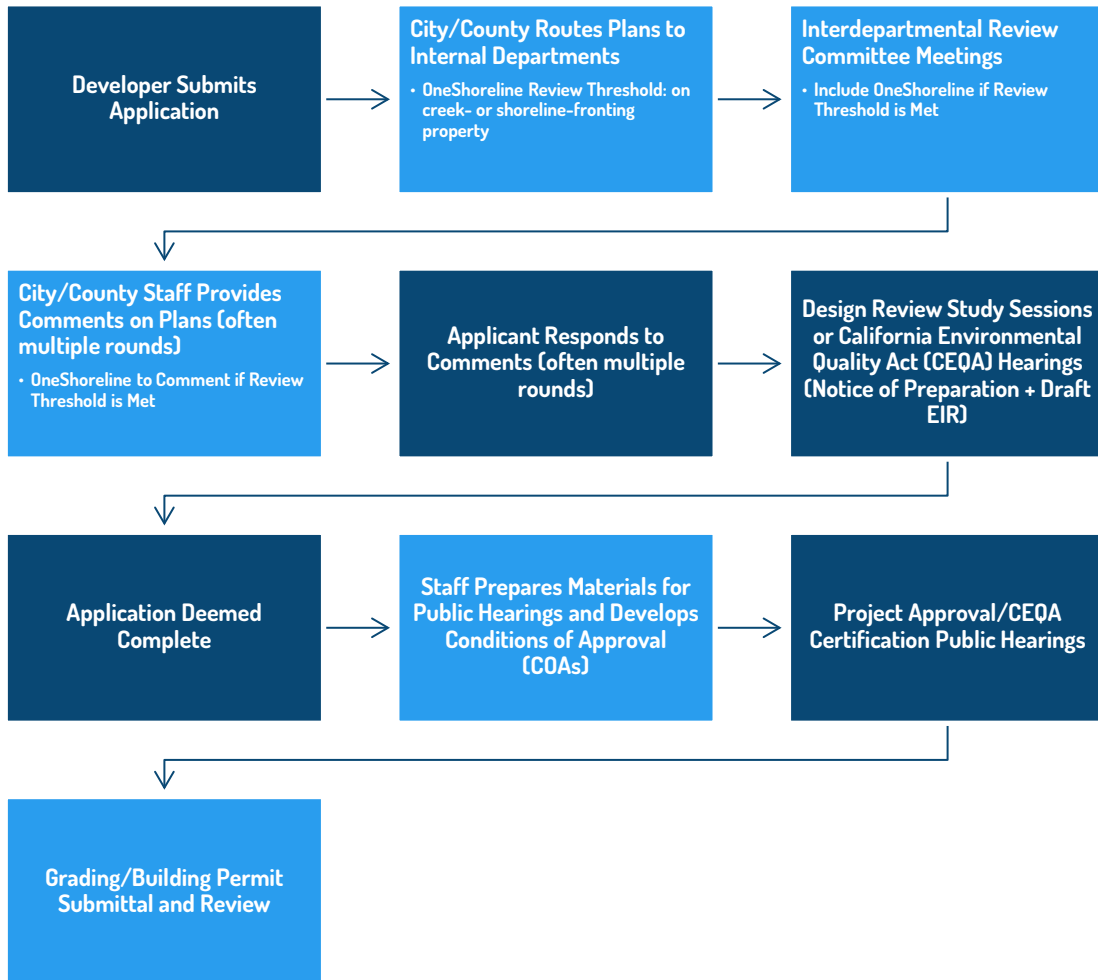 Developer Submits
Application
City/County Routes Plans to
Internal Departments
• OneShoreline Review Threshold: on
creek- or shoreline-fronting
property
Interdepartmental Review
Committee Meetings
• Include OneShoreline if Review
Threshold is Met
City/County Staff Provides
Comments on Plans (often
multiple rounds)
• OneShoreline to Comment if Review
Threshold is Met
Applicant Responds to
Comments (often multiple
rounds)
Design Review Study Sessions
or California Environmental
Quality Act (CEQA) Hearings
(Notice of Preparation + Draft
EIR)
Application Deemed
Complete
Staff Prepares Materials for
Public Hearings and Develops
Conditions of Approval
(COAs)
Project Approval/CEQA
Certification Public Hearings
Grading/Building Permit
Submittal and Review